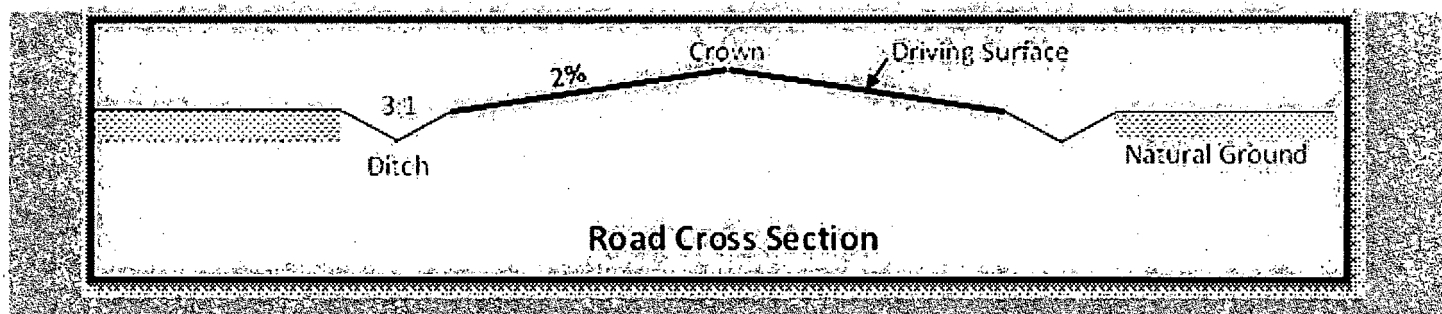 Crown
Driving Surface
2%
3:1
Ditch
Natural Ground
Road Cross Section